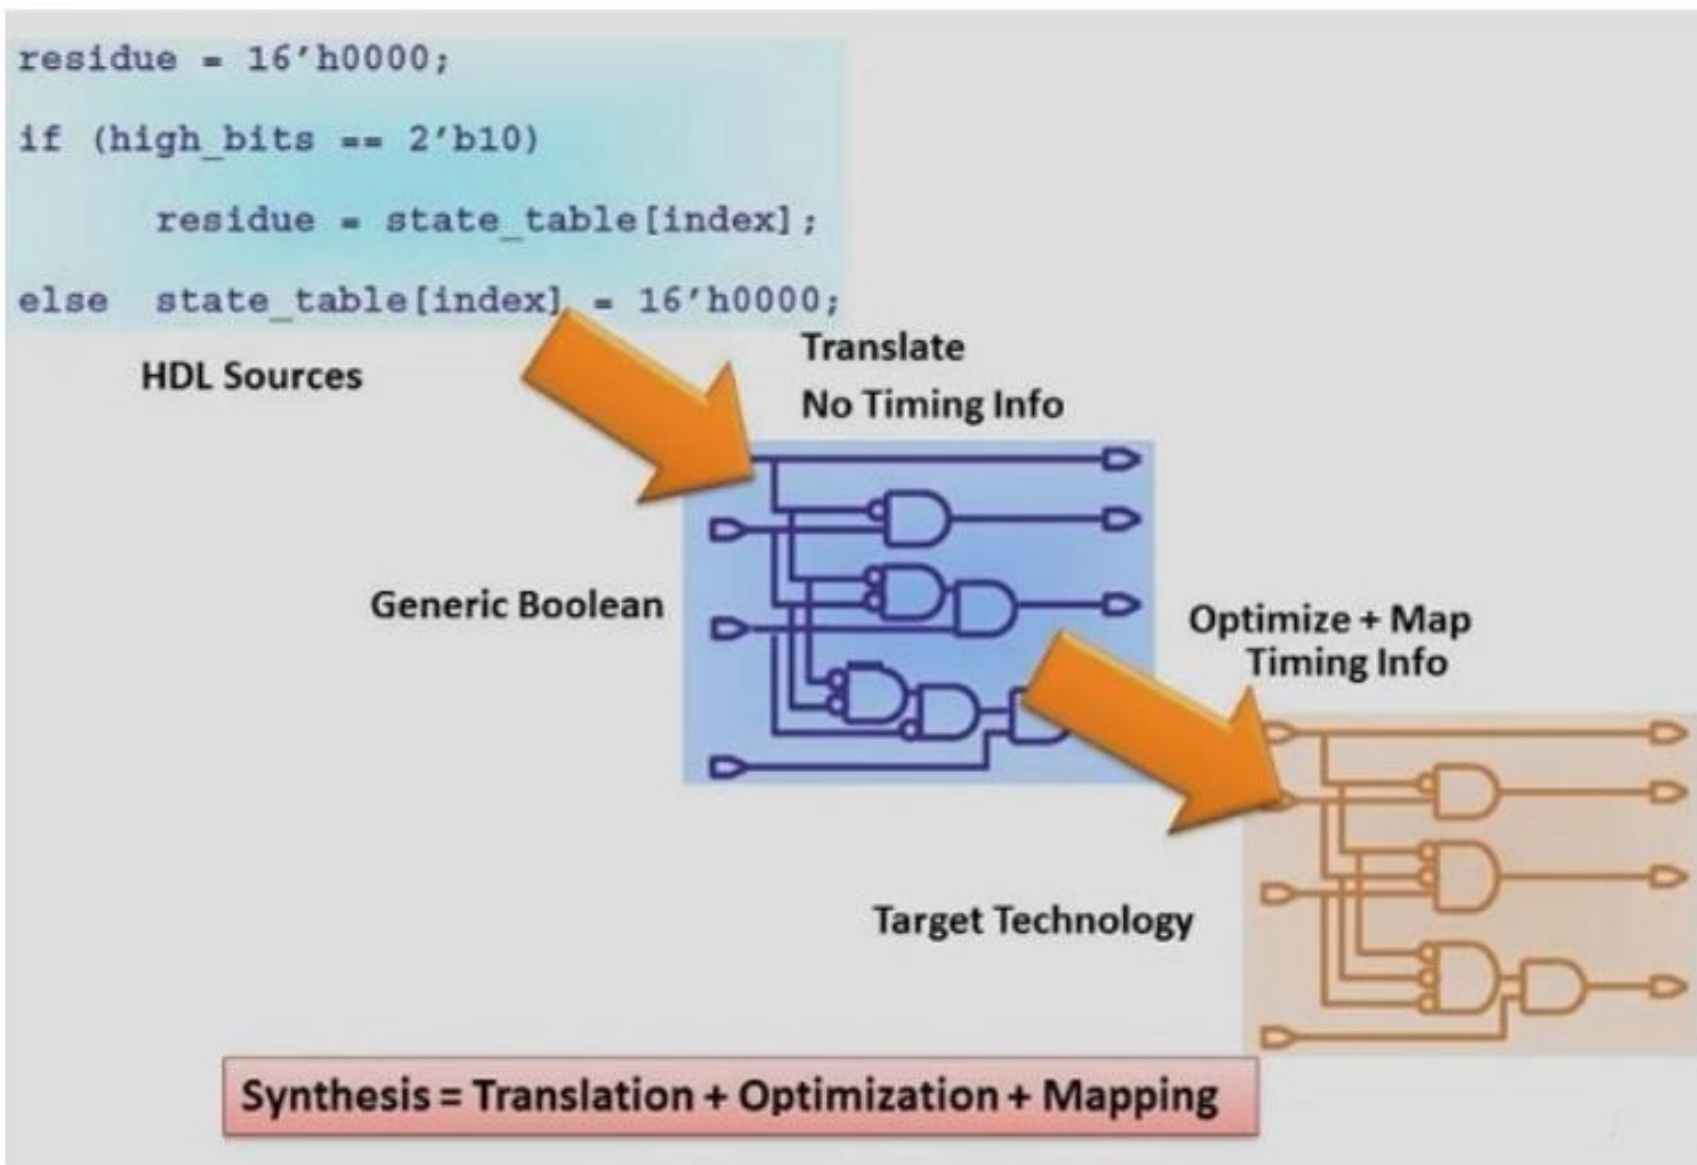 residue = 16'h0000;
if (high_bits == 2'b10)
residue = state_table[index];
else state_table[index] = 16'h0000;
HDL Sources
Translate
No Timing Info
Generic Boolean
Optimize + Map
Timing Info
Target Technology
Synthesis = Translation + Optimization + Mapping